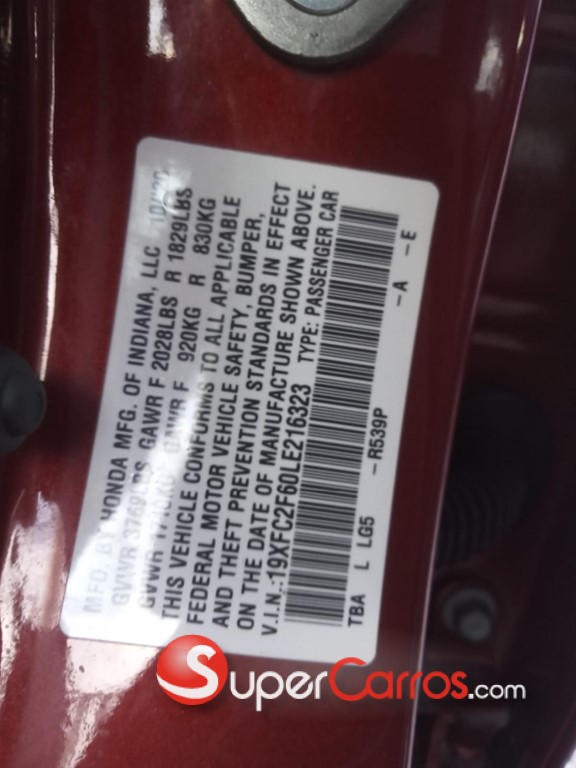 MFD. BY HONDA MFG. OF INDIANA, LLC 10/20
GVWR 3769LBS GAWR F 2028LBS R 1829LBS
GVWR 1710KG GAWR F 920KG R 830KG
THIS VEHICLE CONFORMS TO ALL APPLICABLE
FEDERAL MOTOR VEHICLE SAFETY, BUMPER,
AND THEFT PREVENTION STANDARDS IN EFFECT
ON THE DATE OF MANUFACTURE SHOWN ABOVE.
V.I.N.:19XFC2F60LE216323 TYPE: PASSENGER CAR
TBA L LG5 -R539P -A -E
SuperCarros.com